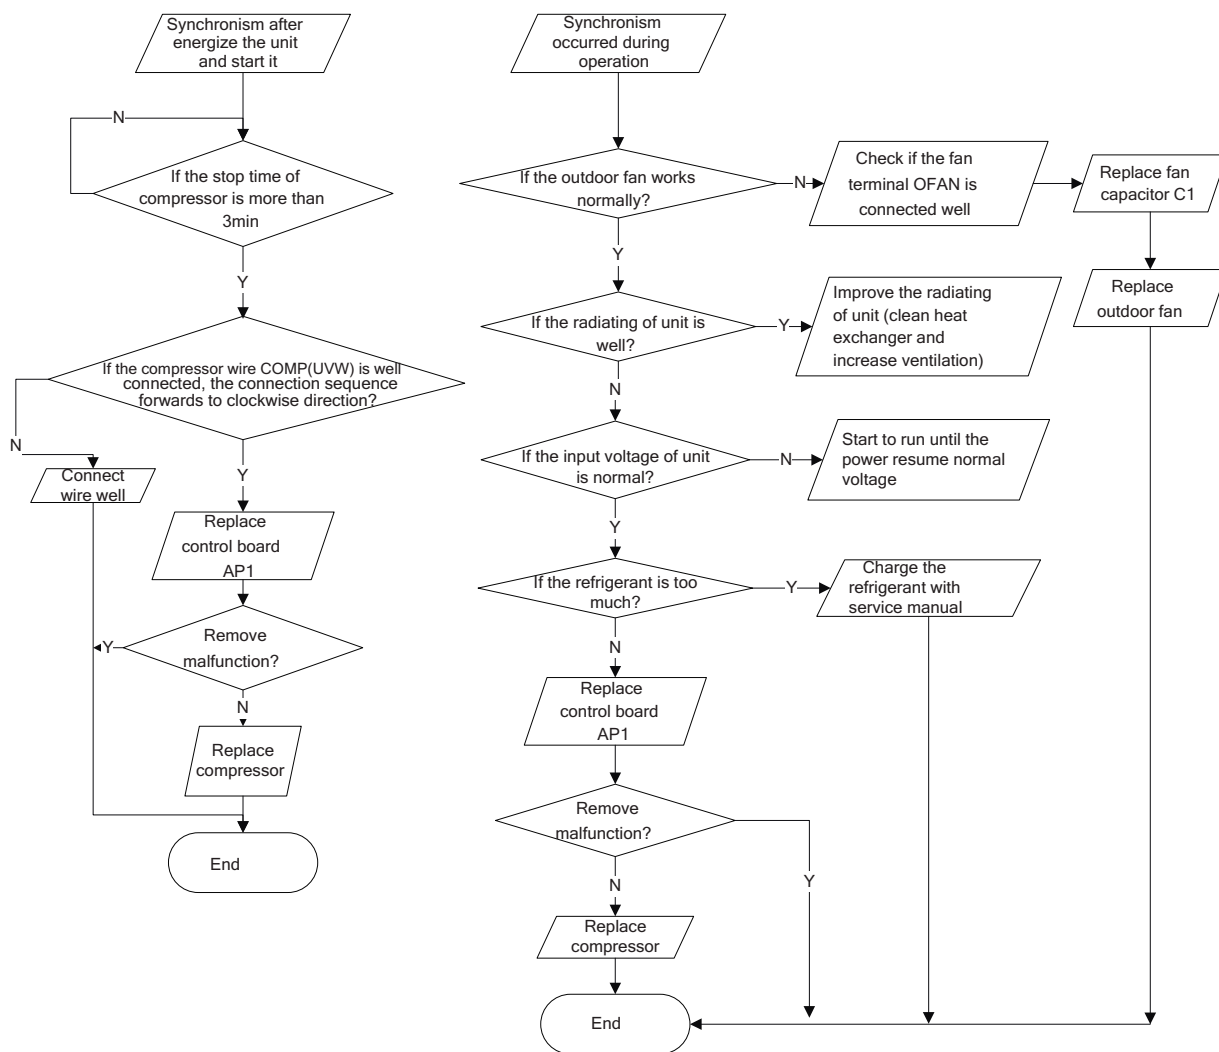 Synchronism after
energize the unit
and start it
N
If the stop time of
compressor is more than
3min
Y
If the compressor wire COMP(UVW) is well
connected, the connection sequence
forwards to clockwise direction?
N
Connect
wire well
Y
Replace
control board
AP1
Remove
malfunction?
Y
N
Replace
compressor
End
Synchronism
occurred during
operation
If the outdoor fan works
normally?
N
Check if the fan
terminal OFAN is
connected well
Replace fan
capacitor C1
Replace
outdoor fan
Y
If the radiating of unit is
well?
Y
Improve the radiating
of unit (clean heat
exchanger and
increase ventilation)
N
If the input voltage of unit
is normal?
N
Start to run until the
power resume normal
voltage
Y
If the refrigerant is too
much?
Y
Charge the
refrigerant with
service manual
N
Replace
control board
AP1
Remove
malfunction?
Y
N
Replace
compressor
End